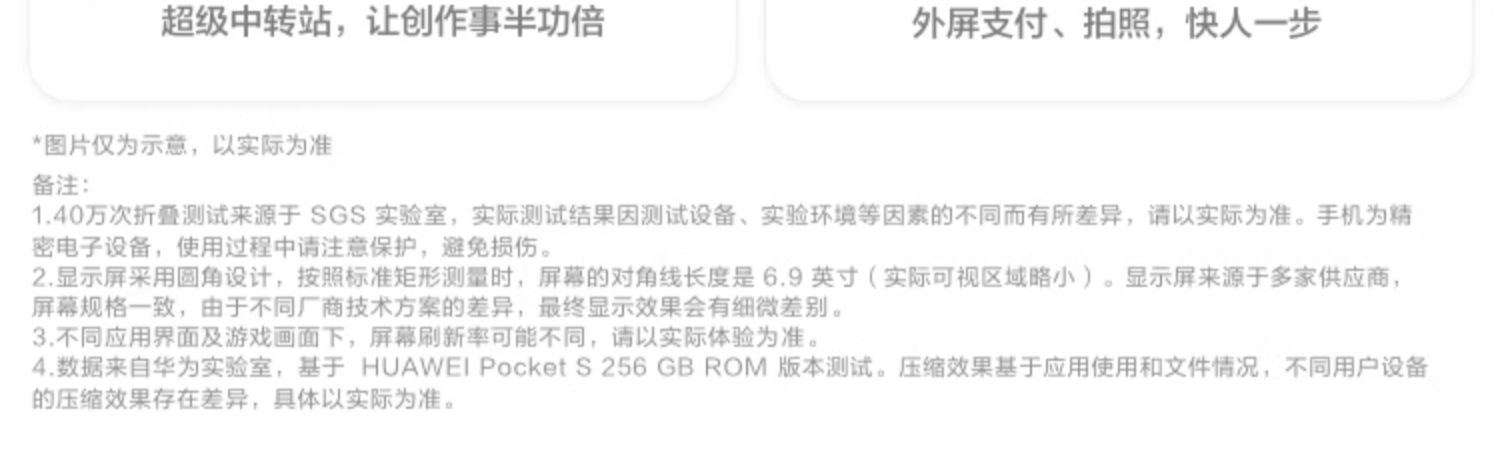 超级中转站，让创作事半功倍
外屏支付、拍照，快人一步
*图片仅为示意，以实际为准
备注：
1.40万次折叠测试来源于 SGS 实验室，实际测试结果因测试设备、实验环境等因素的不同而有所差异，请以实际为准。手机为精
密电子设备，使用过程中请注意保护，避免损伤。
2.显示屏采用圆角设计，按照标准矩形测量时，屏幕的对角线长度是 6.9 英寸（实际可视区域略小）。显示屏来源于多家供应商，
屏幕规格一致，由于不同厂商技术方案的差异，最终显示效果会有细微差别。
3.不同应用界面及游戏画面下，屏幕刷新率可能不同，请以实际体验为准。
4.数据来自华为实验室，基于 HUAWEI Pocket S 256 GB ROM 版本测试。压缩效果基于应用使用和文件情况，不同用户设备
的压缩效果存在差异，具体以实际为准。